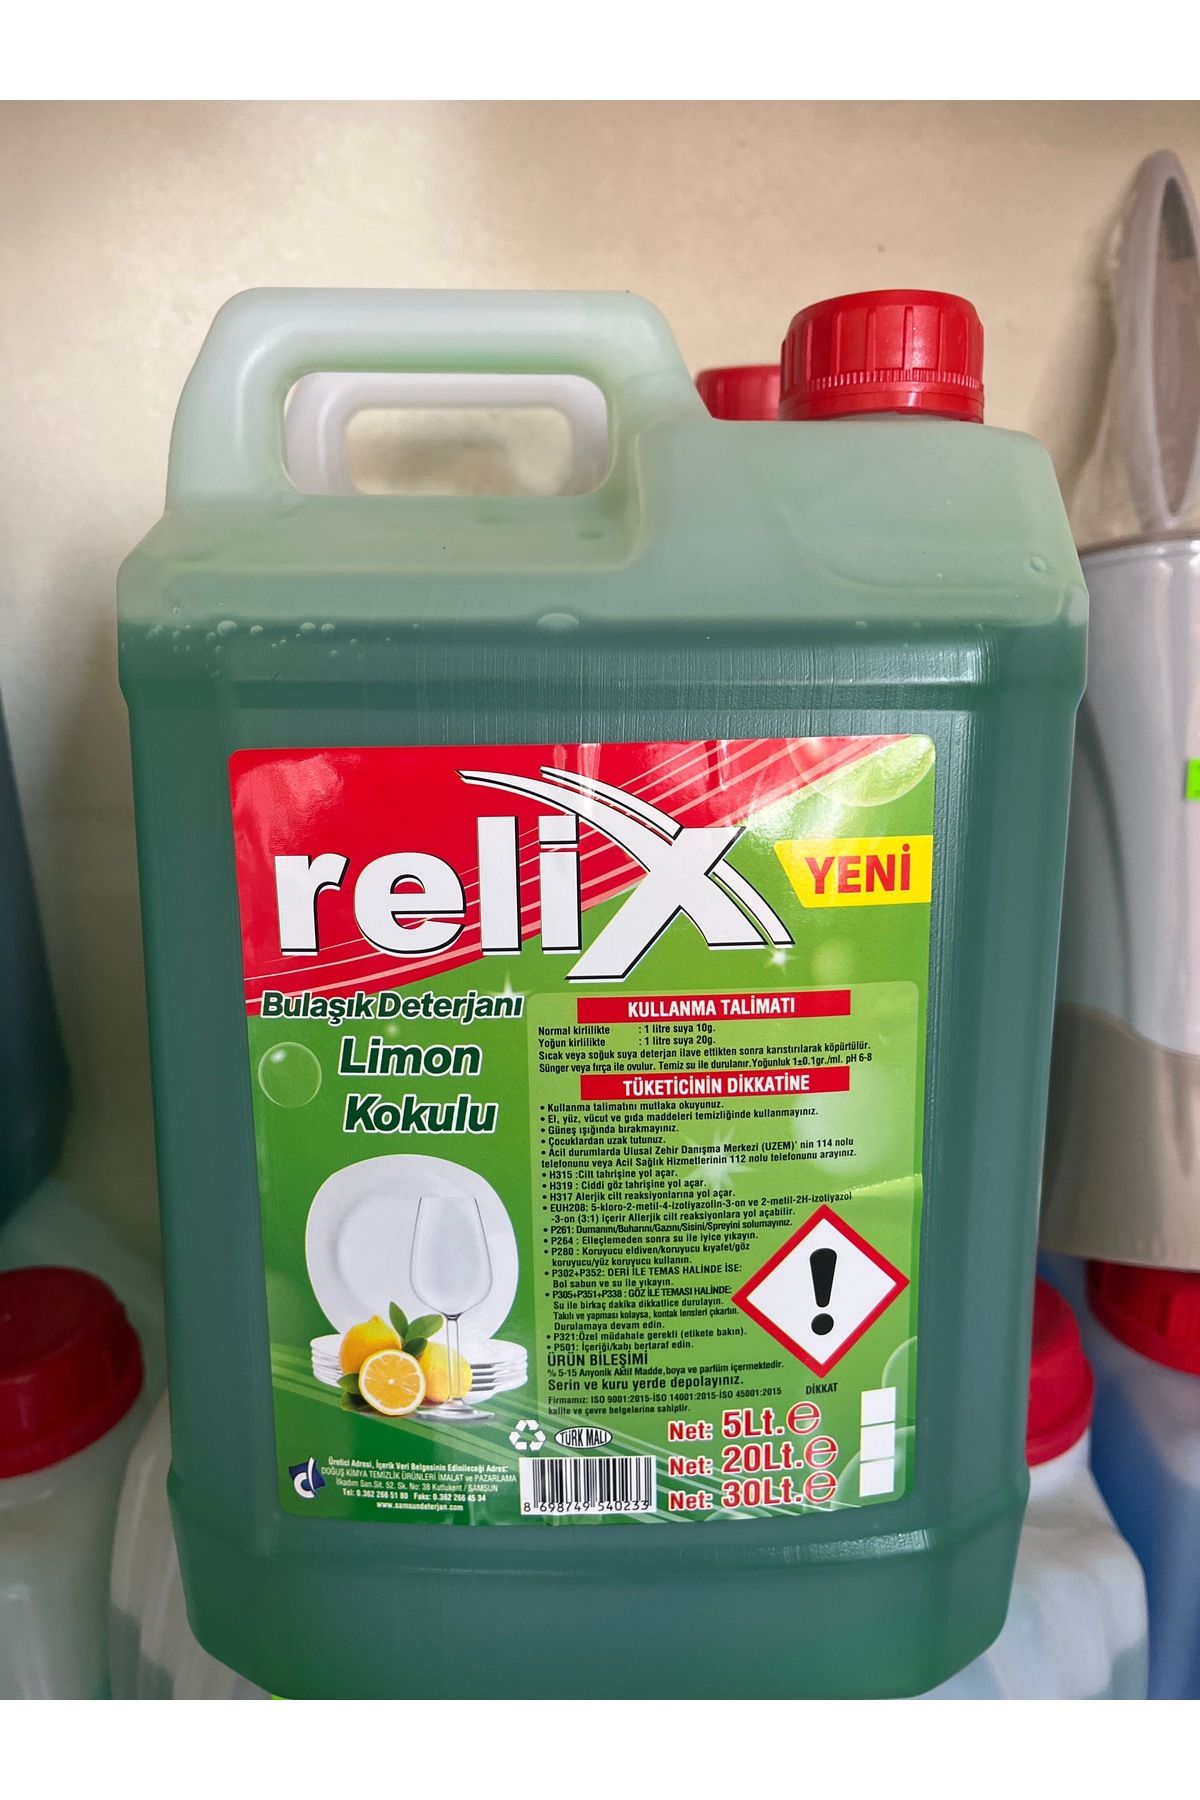 relix
YENİ
Bulaşık Deterjanı
Limon
Kokulu
KULLANMA TALİMATI
Normal kirlilikte : 1 litre suya 10g.
Yoğun kirlilikte : 1 litre suya 20g.
Sıcak veya soğuk suya deterjan ilave ettikten sonra karıştırılarak köpürtülür.
Sünger veya fırça ile ovulur. Temiz su ile durulanır.Yoğunluk 1±0.1gr./ml. pH 6-8
TÜKETİCİNİN DİKKATİNE
• Kullanma talimatını mutlaka okuyunuz.
• El, yüz, vücut ve gıda maddeleri temizliğinde kullanmayınız.
• Güneş ışığında bırakmayınız.
• Çocuklardan uzak tutunuz.
• Acil durumlarda Ulusal Zehir Danışma Merkezi (UZEM)' nin 114 nolu
telefonunu veya Acil Sağlık Hizmetlerinin 112 nolu telefonunu arayınız.
• H315 :Cilt tahrişine yol açar.
• H319 : Ciddi göz tahrişine yol açar.
• H317 Alerjik cilt reaksiyonlarına yol açar.
• EUH208: 5-kloro-2-metil-4-izotiyazolin-3-on ve 2-metil-2H-izotiyazol
-3-on (3:1) içerir Allerjik cilt reaksiyonlara yol açabilir.
• P261: Dumanını/Buharını/Gazını/Sisini/Spreyini solumayınız.
• P264 : Elleçlemeden sonra su ile iyice yıkayın.
• P280 : Koruyucu eldiven/koruyucu kıyafet/göz
koruyucu/yüz koruyucu kullanın.
• P302+P352: DERİ İLE TEMAS HALİNDE İSE:
Bol sabun ve su ile yıkayın.
• P305+P351+P338 : GÖZ İLE TEMASI HALİNDE:
Su ile birkaç dakika dikkatlice durulayın.
Takılı ve yapması kolaysa, kontak lensleri çıkartın.
Durulamaya devam edin.
• P321:Özel müdahale gerekli (etikete bakın).
• P501: İçeriği/kabı bertaraf edin.
ÜRÜN BİLEŞİMİ
% 5-15 Anyonik Aktif Madde,boya ve parfüm içermektedir.
Serin ve kuru yerde depolayınız.
Firmamız: ISO 9001:2015-İSO 14001:2015-İSO 45001:2015
kalite ve çevre belgelerine sahiptir.
DİKKAT
Net: 5Lt. ℮
Net: 20Lt. ℮
Net: 30Lt. ℮
TÜRK MALI
Üretici Adresi, İçerik Veri Belgesinin Edinileceği Adres:
DOĞUŞ KİMYA TEMİZLİK ÜRÜNLERİ İMALAT ve PAZARLAMA
İlkadım San.Sit. 52. Sk. No: 38 Kutlukent / SAMSUN
Tel: 0.362 266 51 80 Faks: 0.362 266 45 34
www.samsundeterjan.com
8 698749 540233